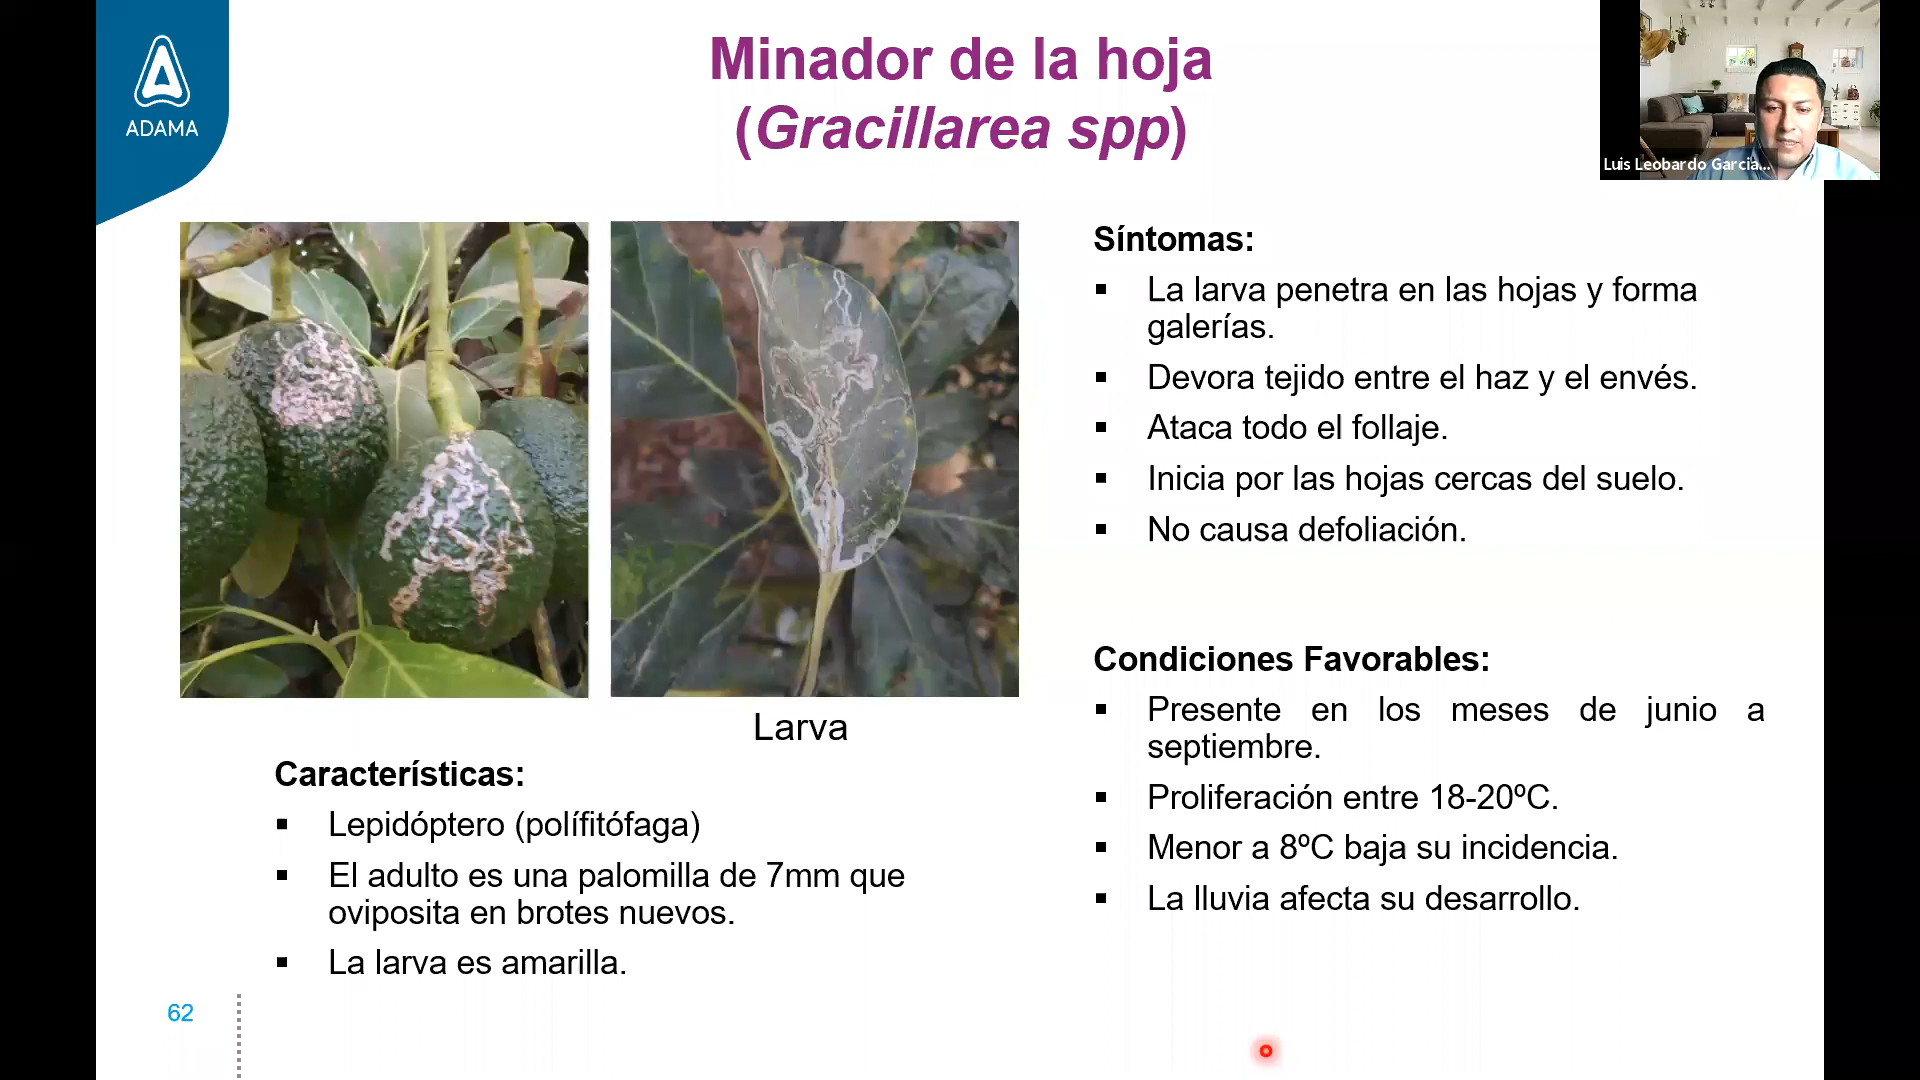 ADAMA
Minador de la hoja
(Gracillarea spp)
Luis Leobardo Garcia...
Larva
Características:
▪ Lepidóptero (polífitófaga)
▪ El adulto es una palomilla de 7mm que
oviposita en brotes nuevos.
▪ La larva es amarilla.
Síntomas:
▪ La larva penetra en las hojas y forma
galerías.
▪ Devora tejido entre el haz y el envés.
▪ Ataca todo el follaje.
▪ Inicia por las hojas cercas del suelo.
▪ No causa defoliación.
Condiciones Favorables:
▪ Presente en los meses de junio a
septiembre.
▪ Proliferación entre 18-20ºC.
▪ Menor a 8ºC baja su incidencia.
▪ La lluvia afecta su desarrollo.
62